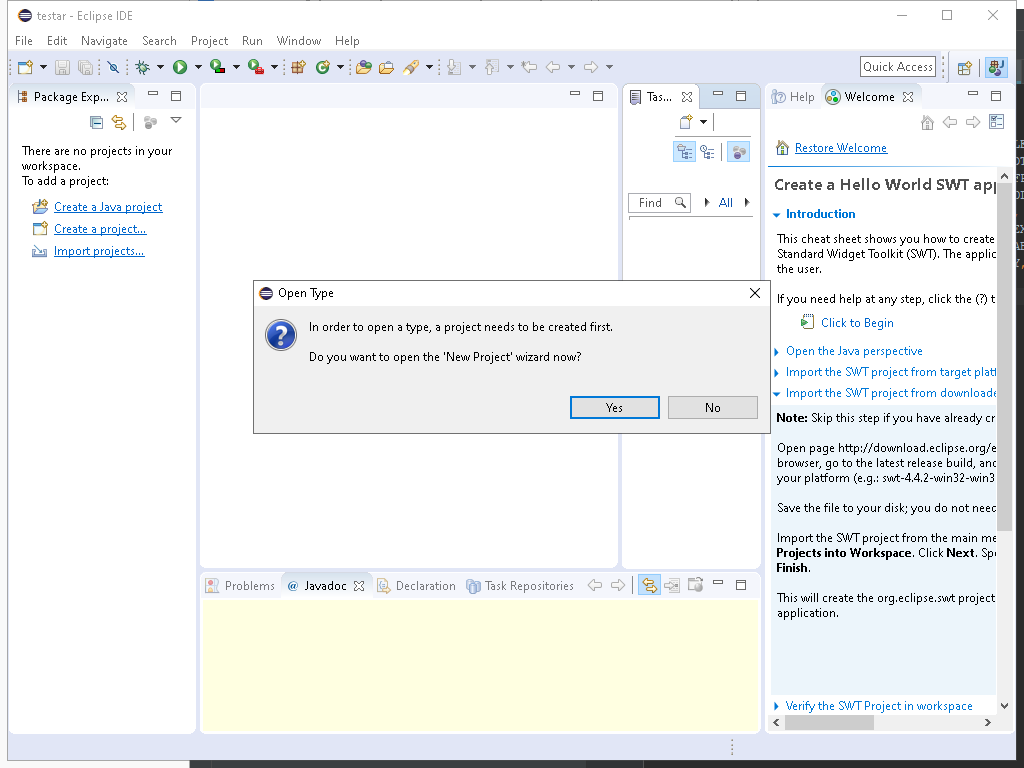 testar - Eclipse IDE
File Edit Navigate Search Project Run Window Help
Quick Access
Package Exp...
There are no projects in your
workspace.
To add a project:
Create a Java project
Create a project...
Import projects...
Tas...
Find
All
Help
Welcome
Restore Welcome
Create a Hello World SWT app
Introduction
This cheat sheet shows you how to create
Standard Widget Toolkit (SWT). The applic
the user.
If you need help at any step, click the (?) t
Click to Begin
Open the Java perspective
Import the SWT project from target platf
Import the SWT project from downloade
Note: Skip this step if you have already cr
Open page http://download.eclipse.org/e
browser, go to the latest release build, and
your platform (e.g.: swt-4.4.2-win32-win3
Save the file to your disk; you do not need
Import the SWT project from the main me
Projects into Workspace. Click Next. Spe
Finish.
This will create the org.eclipse.swt project
application.
Verify the SWT Project in workspace
Open Type
In order to open a type, a project needs to be created first.
Do you want to open the 'New Project' wizard now?
Yes
No
Problems
@ Javadoc
Declaration
Task Repositories